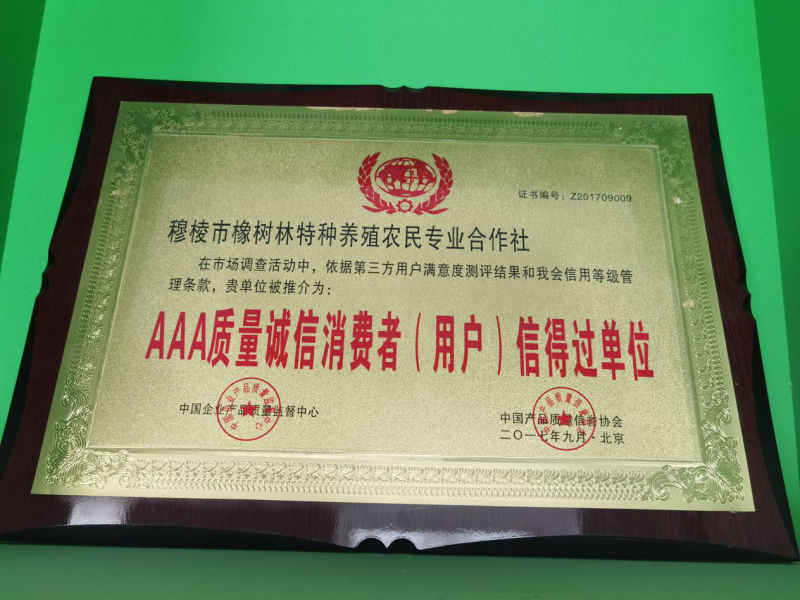 证书编号：Z201709009
穆棱市橡树林特种养殖农民专业合作社
在市场调查活动中，依据第三方用户满意度测评结果和我会信用等级管
理条款，贵单位被推介为：
AAA质量诚信消费者（用户）信得过单位
中国企业产品质量监督中心
中国产品质量信誉协会
二〇一七年九月·北京